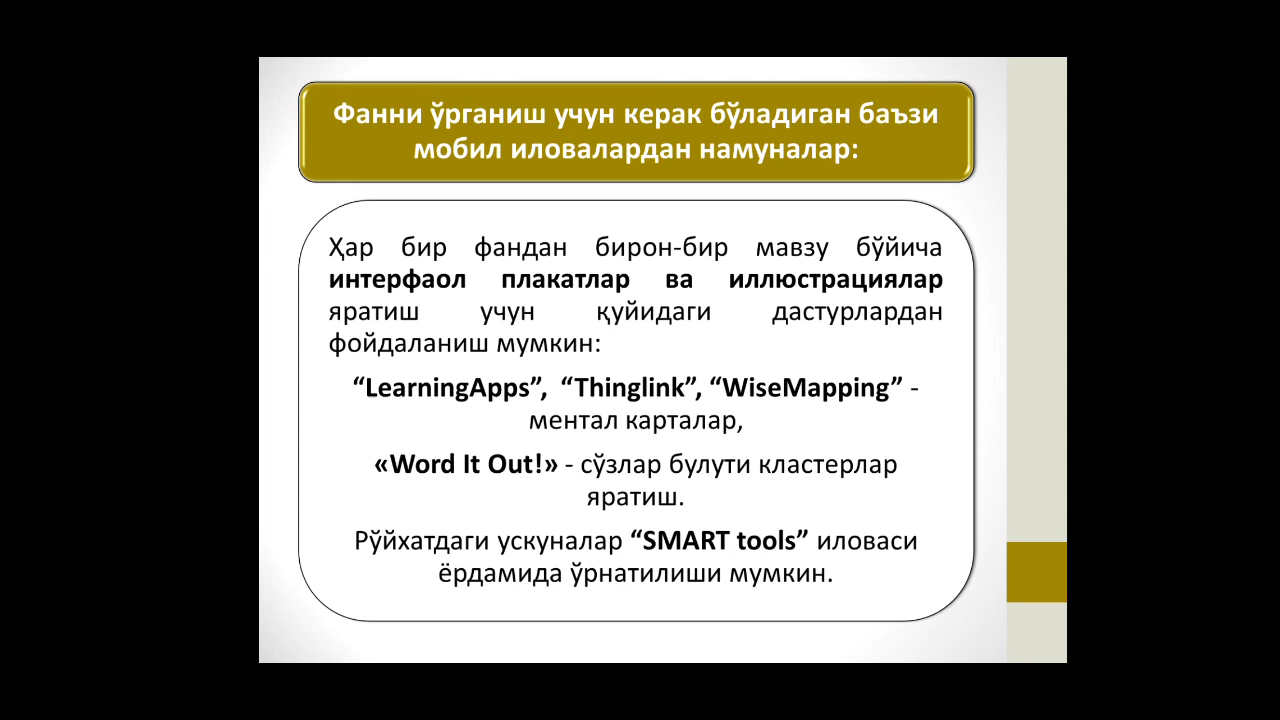 Фанни ўрганиш учун керак бўладиган баъзи
мобил иловалардан намуналар:
Ҳар бир фандан бирон-бир мавзу бўйича
интерфаол плакатлар ва иллюстрациялар
яратиш учун қуйидаги дастурлардан
фойдаланиш мумкин:
“LearningApps”, “Thinglink”, “WiseMapping” -
ментал карталар,
«Word It Out!» - сўзлар булути кластерлар
яратиш.
Рўйхатдаги ускуналар “SMART tools” иловаси
ёрдамида ўрнатилиши мумкин.